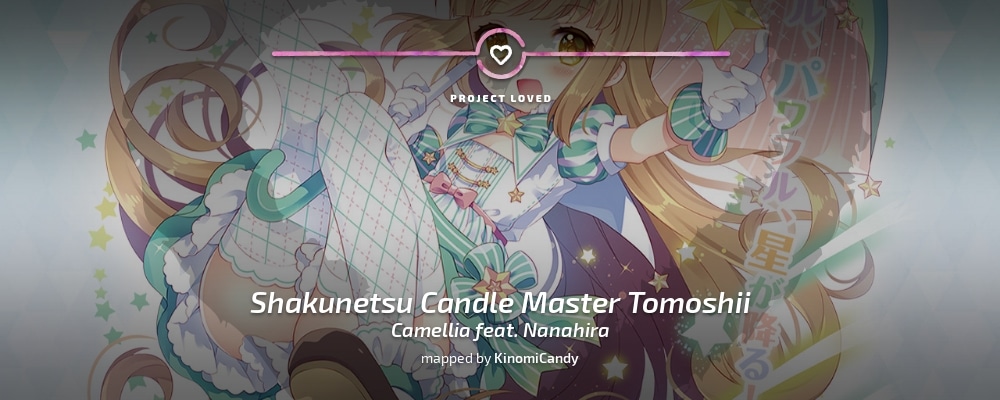 PROJECT LOVED
ル、パワフル、星が降る
Shakunetsu Candle Master Tomoshii
Camellia feat. Nanahira
mapped by KinomiCandy